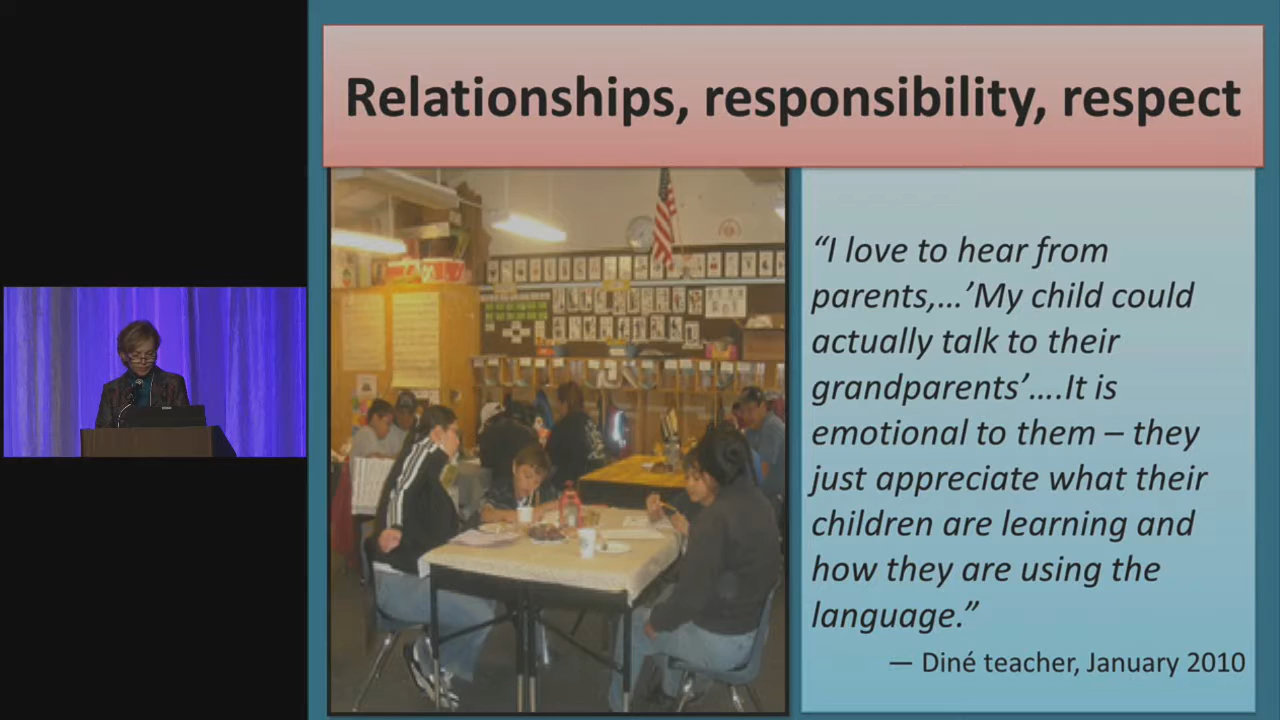 Relationships, responsibility, respect
“I love to hear from
parents,…’My child could
actually talk to their
grandparents’….It is
emotional to them – they
just appreciate what their
children are learning and
how they are using the
language.”
— Diné teacher, January 2010